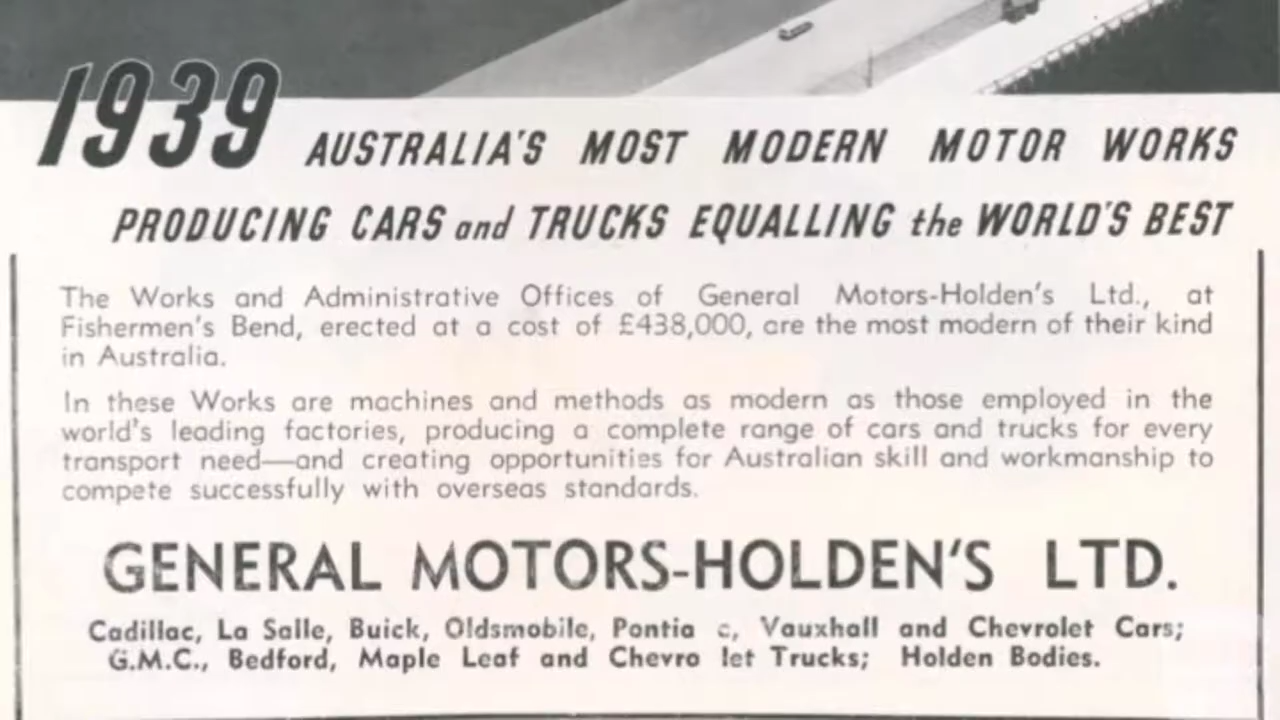 1939 AUSTRALIA'S MOST MODERN MOTOR WORKS
PRODUCING CARS and TRUCKS EQUALLING the WORLD'S BEST
The Works and Administrative Offices of General Motors-Holden's Ltd., at
Fishermen's Bend, erected at a cost of £438,000, are the most modern of their kind
in Australia.
In these Works are machines and methods as modern as those employed in the
world's leading factories, producing a complete range of cars and trucks for every
transport need—and creating opportunities for Australian skill and workmanship to
compete successfully with overseas standards.
GENERAL MOTORS-HOLDEN'S LTD.
Cadillac, La Salle, Buick, Oldsmobile, Pontia c, Vauxhall and Chevrolet Cars;
G.M.C., Bedford, Maple Leaf and Chevro let Trucks; Holden Bodies.